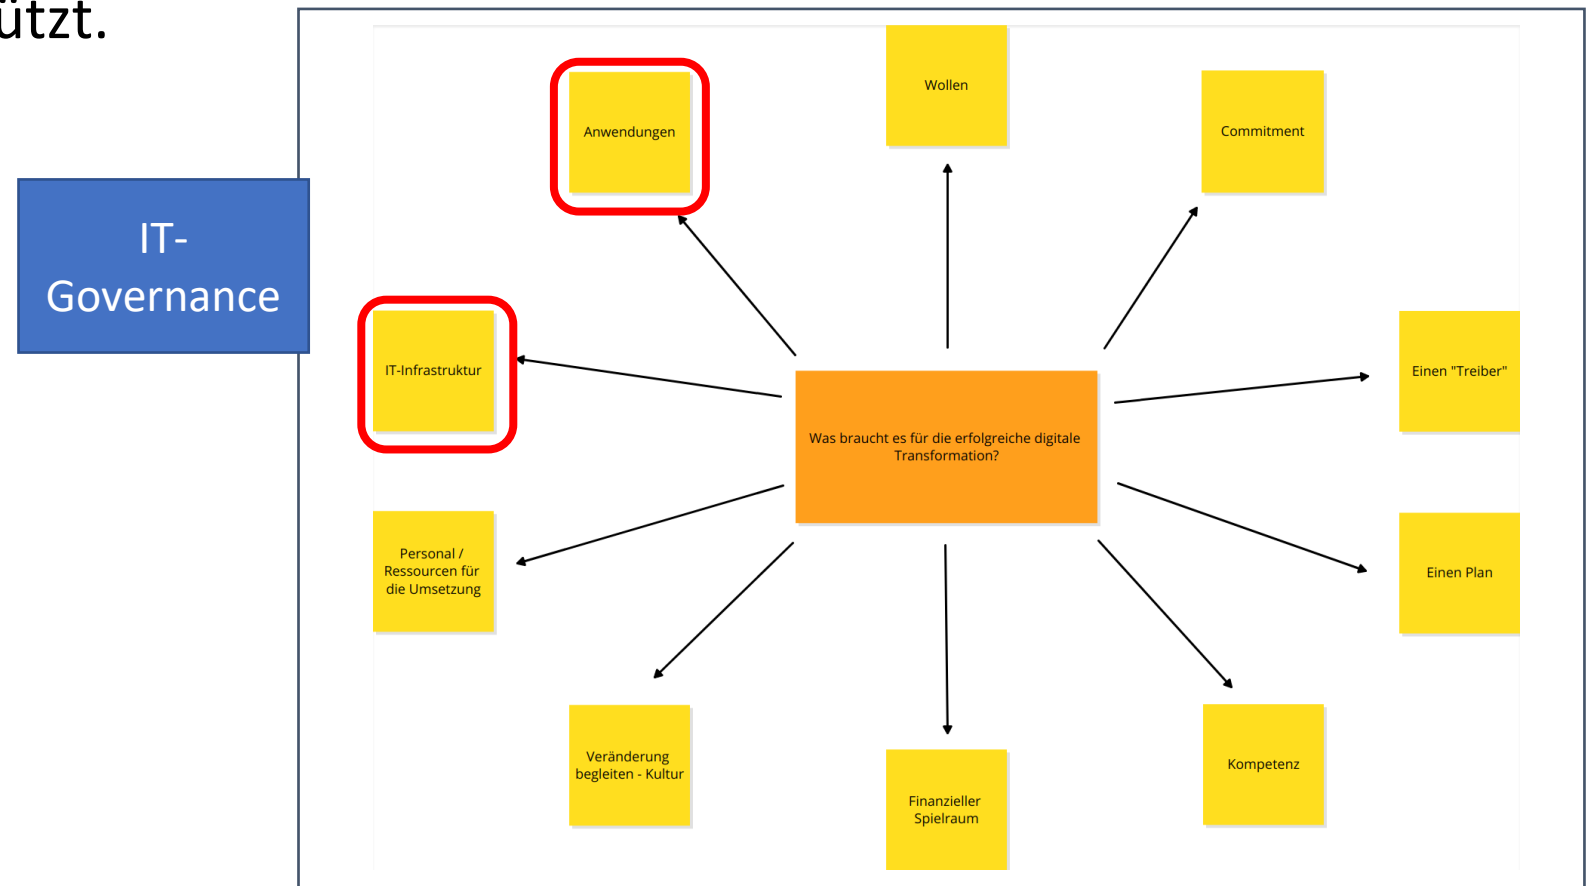 ützt.
IT-
Governance
Wollen
Anwendungen
Commitment
IT-Infrastruktur
Einen "Treiber"
Was braucht es für die erfolgreiche digitale
Transformation?
Personal /
Ressourcen für
die Umsetzung
Einen Plan
Veränderung
begleiten - Kultur
Finanzieller
Spielraum
Kompetenz